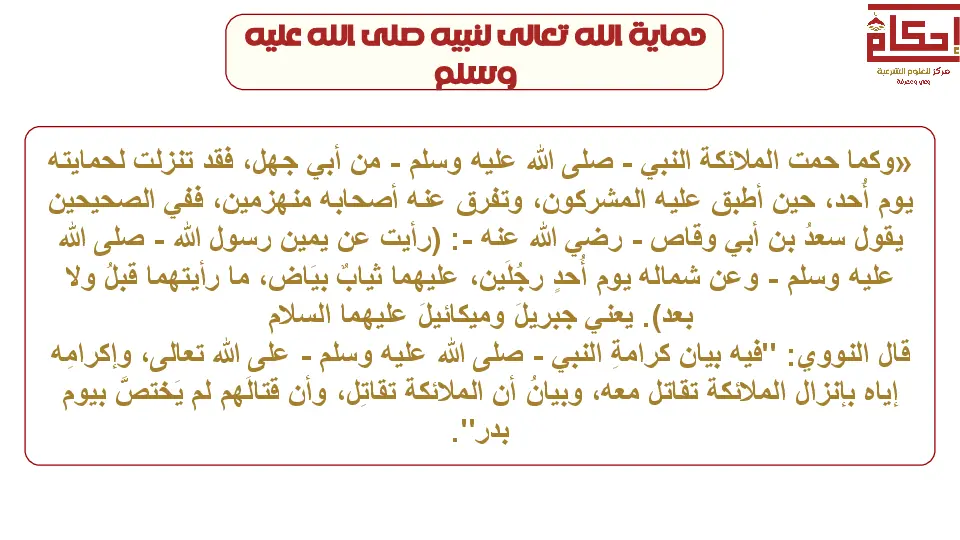 حماية الله تعالى لنبيه صلى الله عليه
وسلم
إحكام
مركز للعلوم الشرعية
وعي ومعرفة
«وكما حمت الملائكة النبي - صلى الله عليه وسلم - من أبي جهل، فقد تنزلت لحمايته
يوم أُحد، حين أطبق عليه المشركون، وتفرق عنه أصحابه منهزمين، ففي الصحيحين
يقول سعدُ بن أبي وقاص - رضي الله عنه -: (رأيت عن يمين رسول الله - صلى الله
عليه وسلم - وعن شماله يوم أُحدٍ رجُلَين، عليهما ثيابٌ بيَاض، ما رأيتهما قبلُ ولا
بعد). يعني جبريلَ وميكائيلَ عليهما السلام
قال النووي: "فيه بيان كرامةِ النبي - صلى الله عليه وسلم - على الله تعالى، وإكرامِه
إياه بإنزال الملائكة تقاتل معه، وبيانُ أن الملائكة تقاتِل، وأن قتالَهم لم يَختصَّ بيوم
بدر".